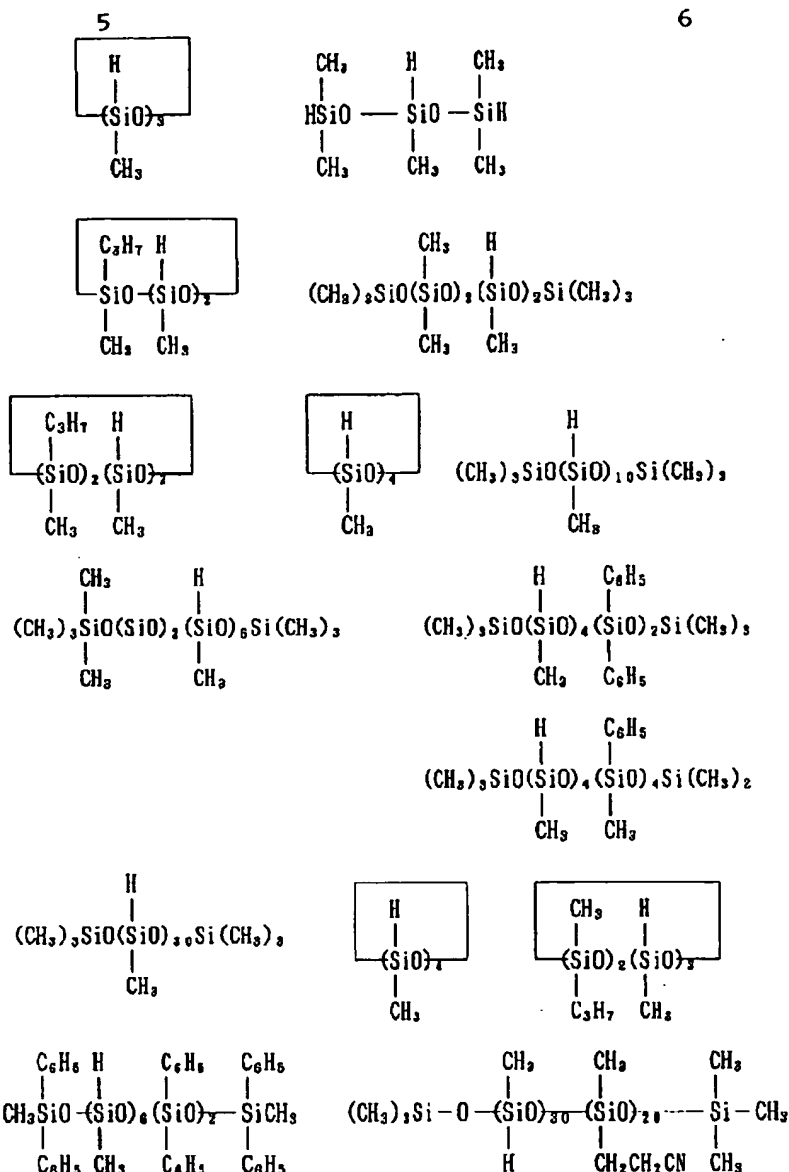 5 6
H CH₃ H CH₃
(SiO)₃ HSiO — SiO — SiH
CH₃ CH₃ CH₃ CH₃
C₃H₇ H CH₃ H
SiO (SiO)₂ (CH₃)₃SiO(SiO)₂(SiO)₂Si(CH₃)₃
CH₃ CH₃ CH₃ CH₃
C₃H₇ H H H
(SiO)₂(SiO)₂ (SiO)₄ (CH₃)₃SiO(SiO)₁₀Si(CH₃)₃
CH₃ CH₃ CH₃ CH₃
CH₃ H H C₆H₅
(CH₃)₃SiO(SiO)₂(SiO)₆Si(CH₃)₃ (CH₃)₃SiO(SiO)₄(SiO)₂Si(CH₃)₃
CH₃ CH₃ CH₃ C₆H₅
H C₆H₅
(CH₃)₃SiO(SiO)₄(SiO)₄Si(CH₃)₂
CH₃ CH₃
H H CH₃ H
(CH₃)₃SiO(SiO)₃₀Si(CH₃)₃ (SiO)₄ (SiO)₂(SiO)₃
CH₃ CH₃ C₃H₇ CH₃
C₆H₅ H C₆H₅ C₆H₅ CH₃ CH₃ CH₃
CH₃SiO-(SiO)₆(SiO)₂—SiCH₃ (CH₃)₃Si-O-(SiO)₃₀—(SiO)₂₀-----Si-CH₃
C₆H₅ CH₃ C₆H₅ H CH₂CH₂CN CH₃